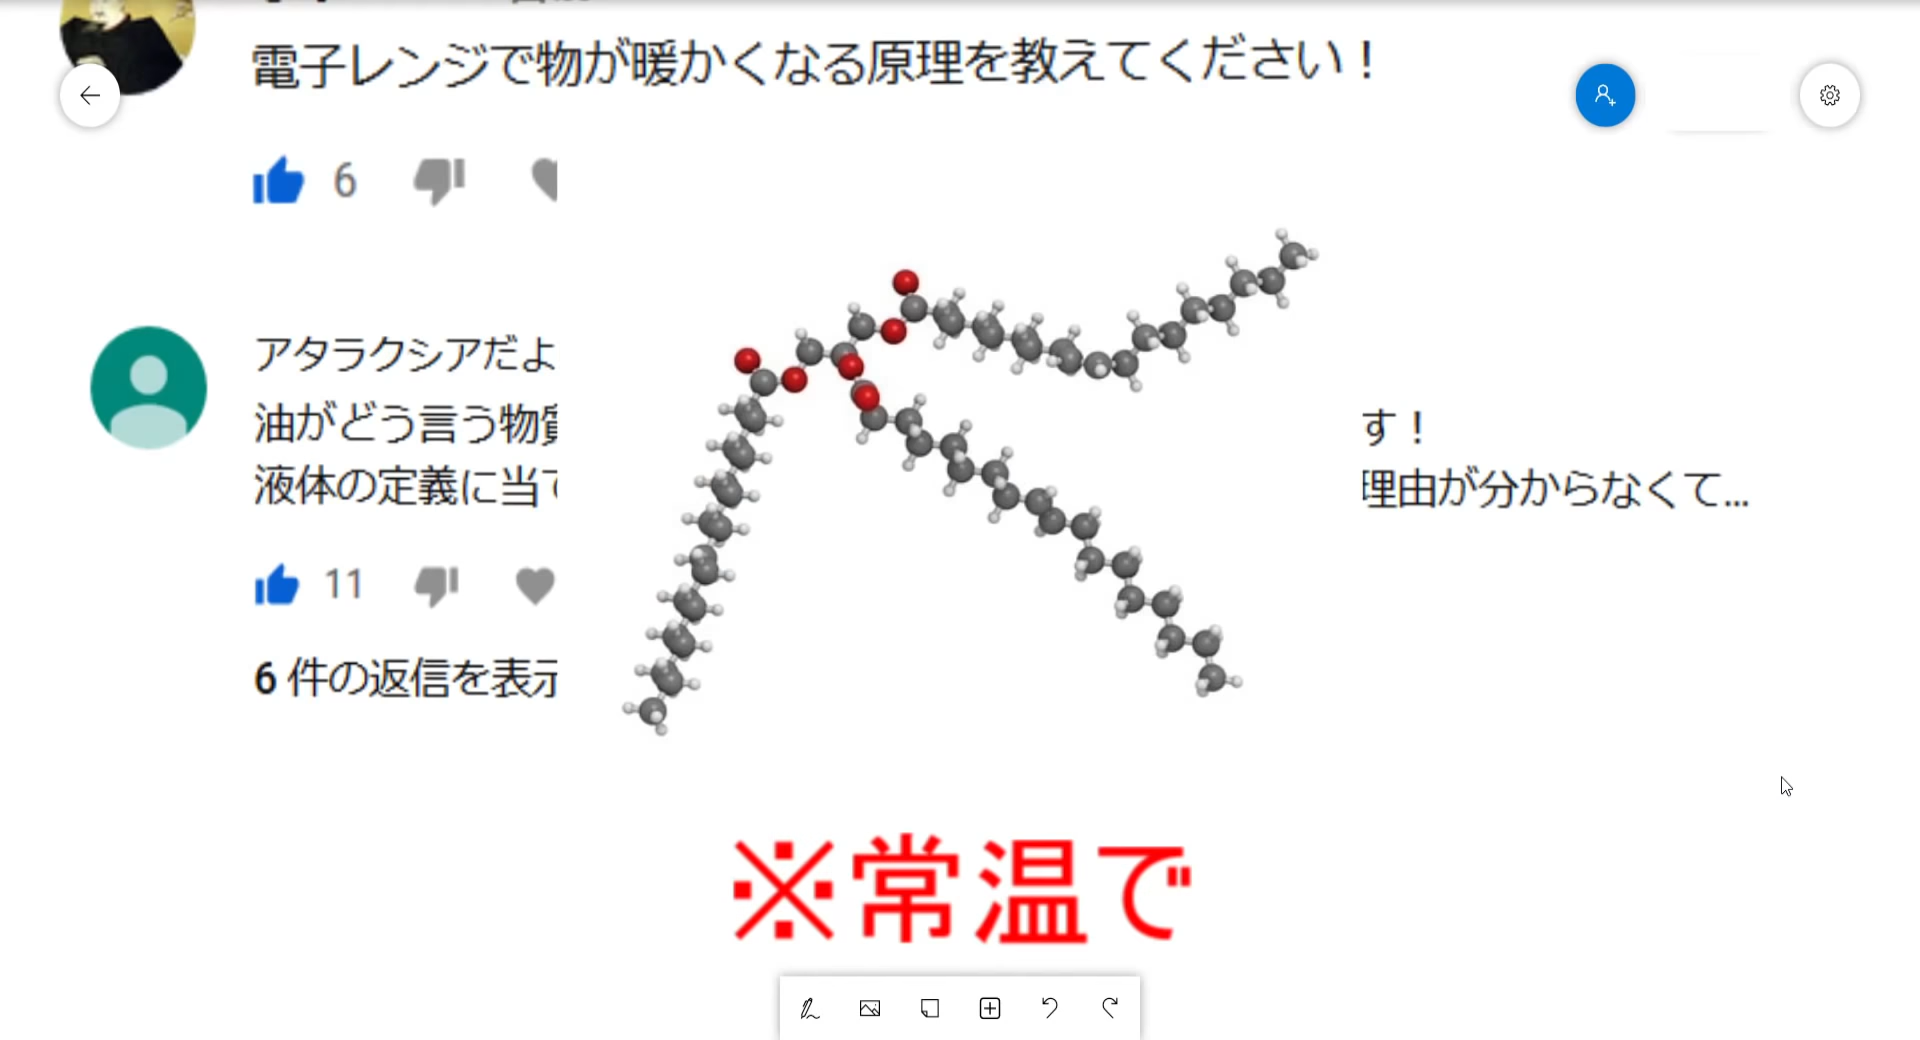 電子レンジで物が暖かくなる原理を教えてください！
6
アタラクシアだよ
油がどう言う物質
す！
液体の定義に当て
理由が分からなくて...
11
6 件の返信を表示
※常温で